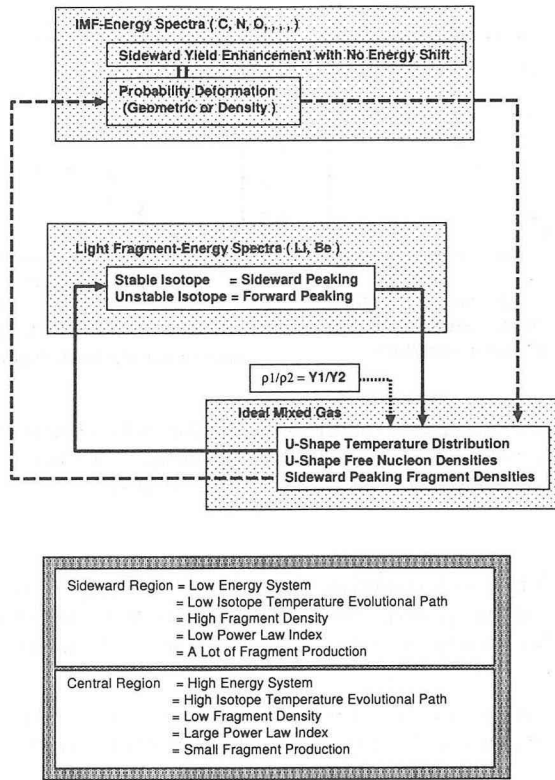 IMF-Energy Spectra ( C, N, O, , , , )
Sideward Yield Enhancement with No Energy Shift
Probability Deformation
(Geometric or Density )
Light Fragment-Energy Spectra ( Li, Be )
Stable Isotope = Sideward Peaking
Unstable Isotope = Forward Peaking
ρ1/ρ2 = Y1/Y2
Ideal Mixed Gas
U-Shape Temperature Distribution
U-Shape Free Nucleon Densities
Sideward Peaking Fragment Densities
Sideward Region = Low Energy System
= Low Isotope Temperature Evolutional Path
= High Fragment Density
= Low Power Law Index
= A Lot of Fragment Production
Central Region = High Energy System
= High Isotope Temperature Evolutional Path
= Low Fragment Density
= Large Power Law Index
= Small Fragment Production